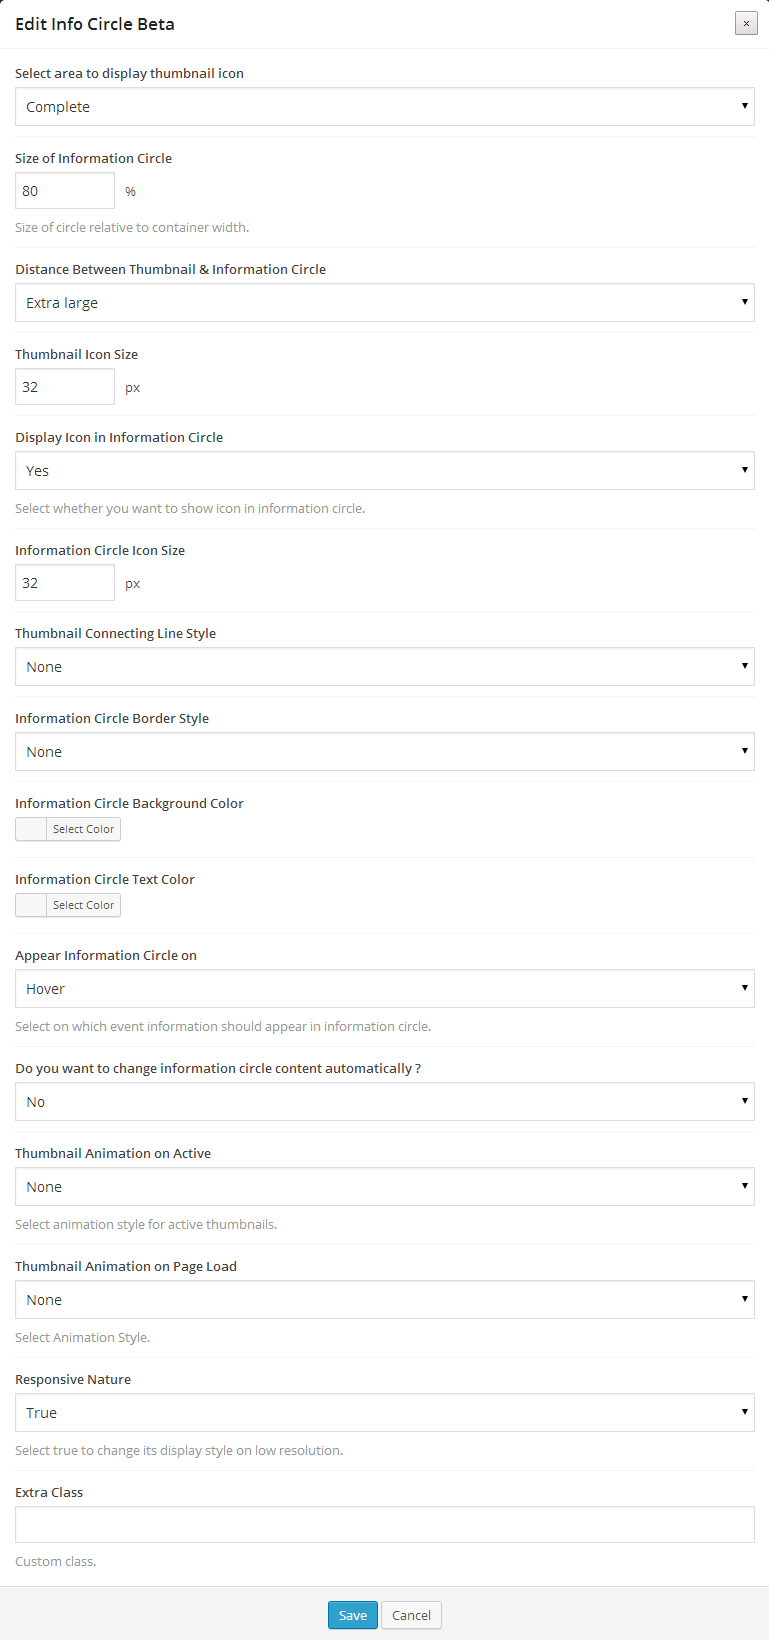 Edit Info Circle Beta
×
Select area to display thumbnail icon
Complete
Size of Information Circle
80 %
Size of circle relative to container width.
Distance Between Thumbnail & Information Circle
Extra large
Thumbnail Icon Size
32 px
Display Icon in Information Circle
Yes
Select whether you want to show icon in information circle.
Information Circle Icon Size
32 px
Thumbnail Connecting Line Style
None
Information Circle Border Style
None
Information Circle Background Color
Select Color
Information Circle Text Color
Select Color
Appear Information Circle on
Hover
Select on which event information should appear in information circle.
Do you want to change information circle content automatically ?
No
Thumbnail Animation on Active
None
Select animation style for active thumbnails.
Thumbnail Animation on Page Load
None
Select Animation Style.
Responsive Nature
True
Select true to change its display style on low resolution.
Extra Class
Custom class.
Save Cancel